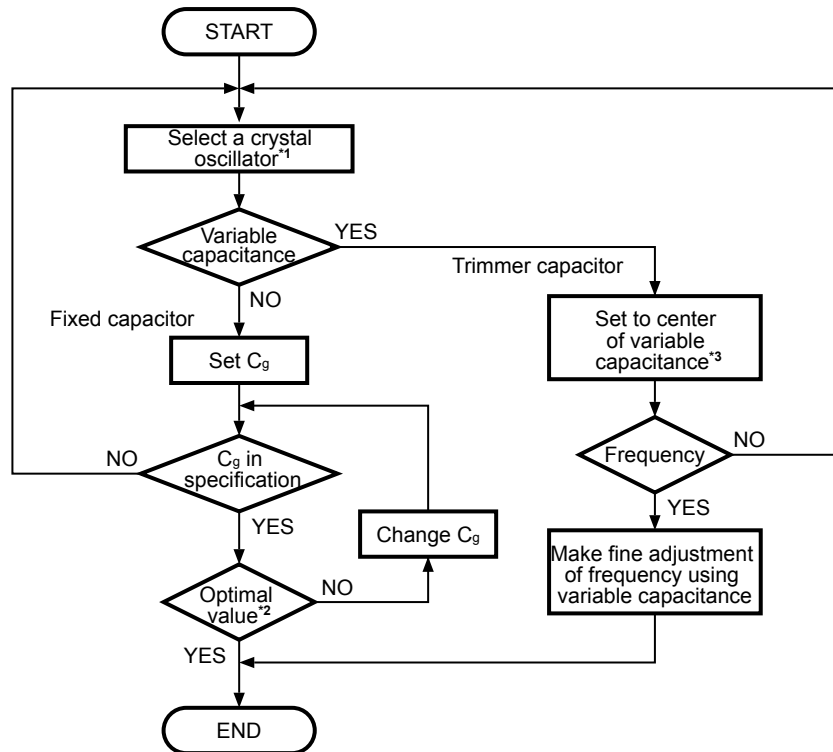 START
Select a crystal
oscillator*1
Variable
capacitance
YES
Trimmer capacitor
NO
Fixed capacitor
Set Cg
Set to center
of variable
capacitance*3
Cg in
specification
NO
YES
Frequency
NO
YES
Change Cg
Make fine adjustment
of frequency using
variable capacitance
Optimal
value*2
NO
YES
END